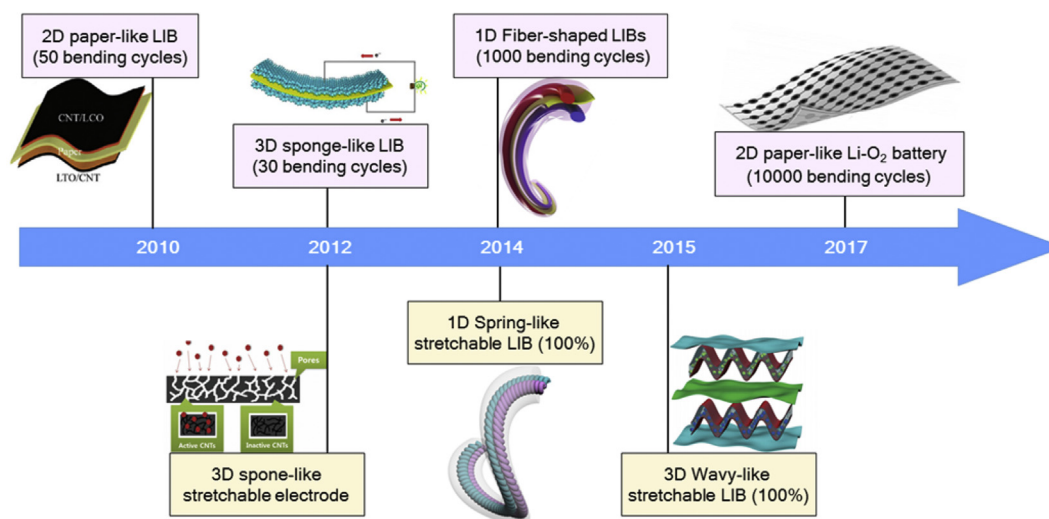 2D paper-like LIB
(50 bending cycles)
CNT/LCO
Paper
LTO/CNT
3D sponge-like LIB
(30 bending cycles)
1D Fiber-shaped LIBs
(1000 bending cycles)
2D paper-like Li-O₂ battery
(10000 bending cycles)
2010
2012
2014
2015
2017
Pores
Active CNTs
Inactive CNTs
3D spone-like
stretchable electrode
1D Spring-like
stretchable LIB (100%)
3D Wavy-like
stretchable LIB (100%)